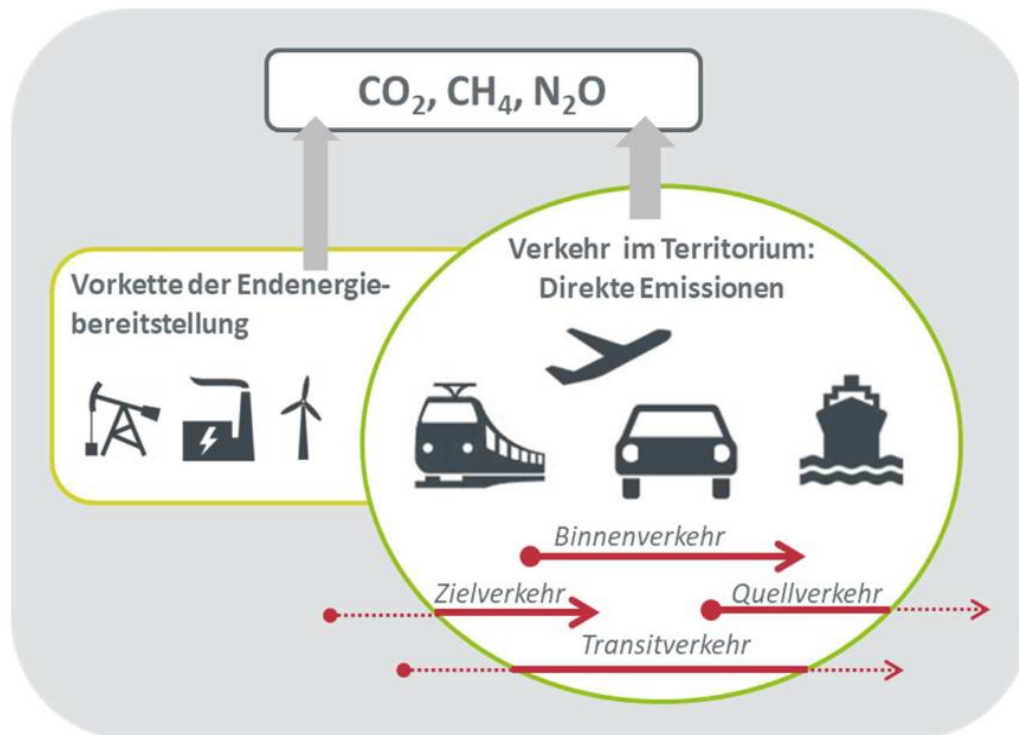 CO₂, CH₄, N₂O
Vorkette der Endenergie-
bereitstellung
Verkehr im Territorium:
Direkte Emissionen
Binnenverkehr
Zielverkehr
Quellverkehr
Transitverkehr